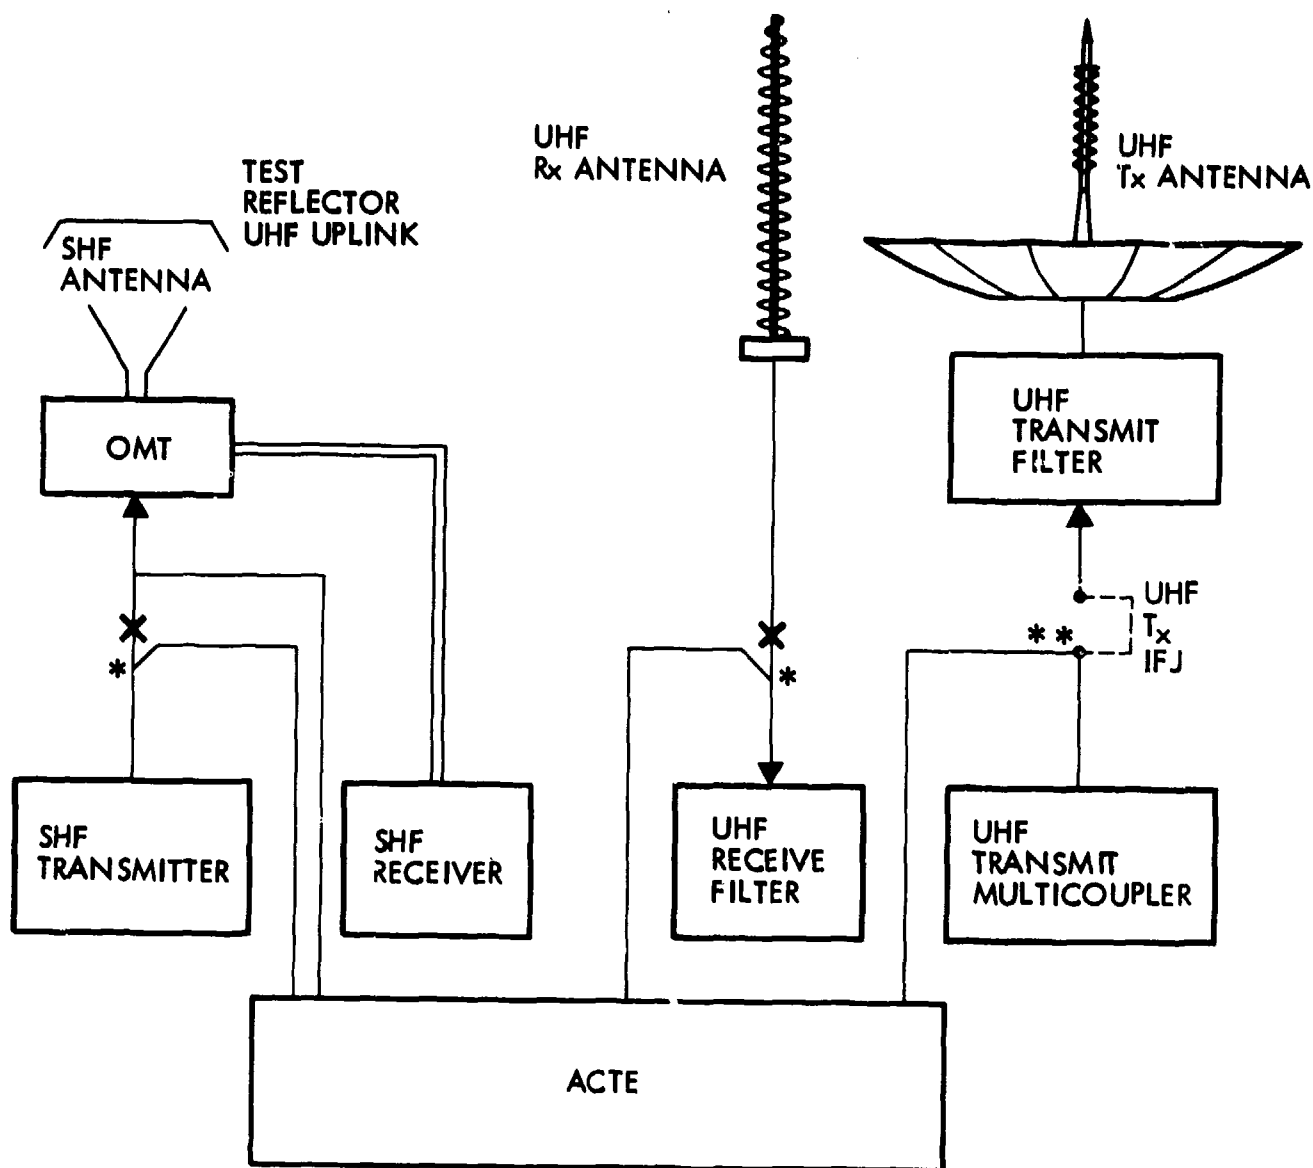 TEST
REFLECTOR
UHF UPLINK
SHF
ANTENNA
UHF
Rx ANTENNA
UHF
Tx ANTENNA
OMT
UHF
TRANSMIT
FILTER
*
*
* *
UHF
Tx
IFJ
SHF
TRANSMITTER
SHF
RECEIVER
UHF
RECEIVE
FILTER
UHF
TRANSMIT
MULTICOUPLER
ACTE